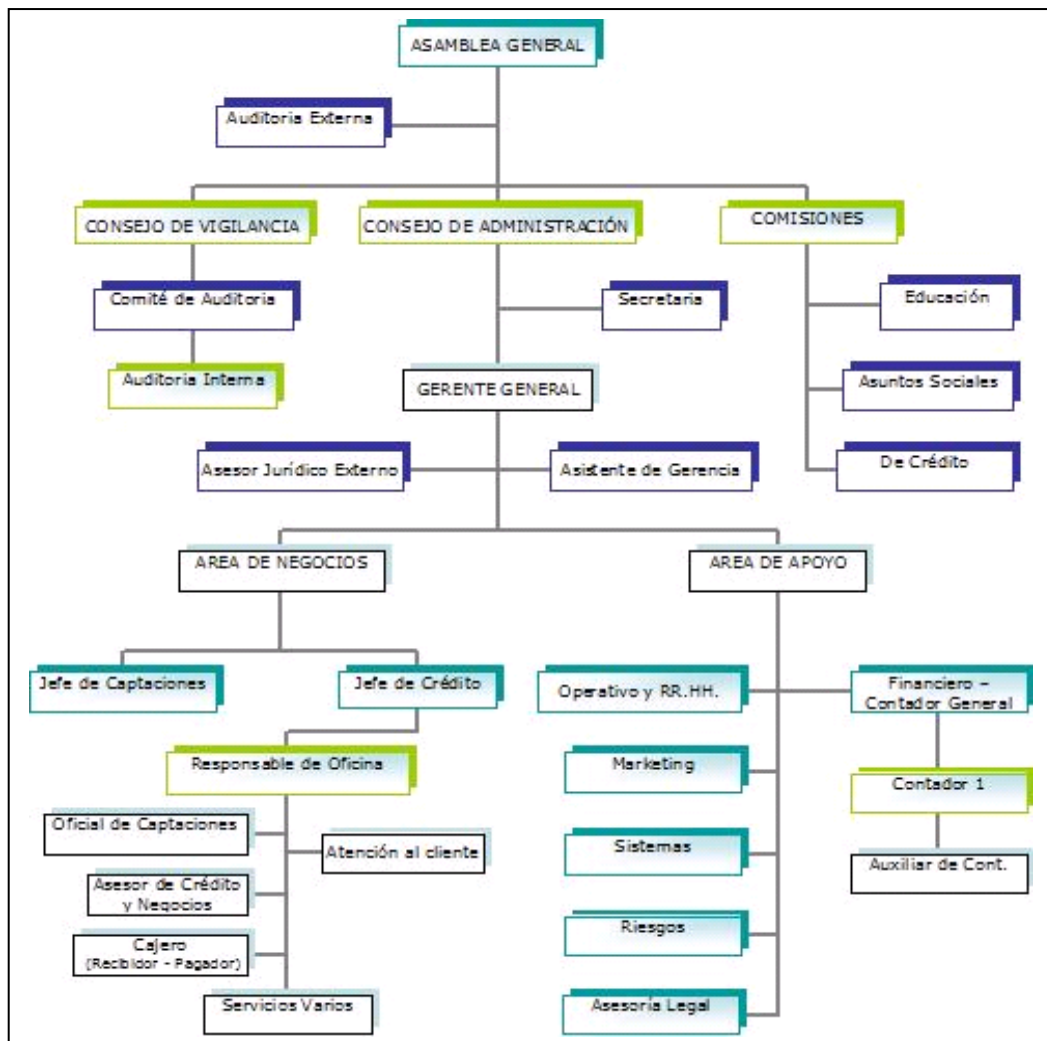 ASAMBLEA GENERAL
Auditoria Externa
CONSEJO DE VIGILANCIA
CONSEJO DE ADMINISTRACIÓN
COMISIONES
Comité de Auditoria
Secretaria
Educación
Auditoria Interna
GERENTE GENERAL
Asuntos Sociales
Asesor Jurídico Externo
Asistente de Gerencia
De Crédito
AREA DE NEGOCIOS
AREA DE APOYO
Jefe de Captaciones
Jefe de Crédito
Operativo y RR.HH.
Financiero –
Contador General
Responsable de Oficina
Marketing
Contador 1
Oficial de Captaciones
Atención al cliente
Sistemas
Auxiliar de Cont.
Asesor de Crédito
y Negocios
Riesgos
Cajero
(Recibidor - Pagador)
Servicios Varios
Asesoría Legal